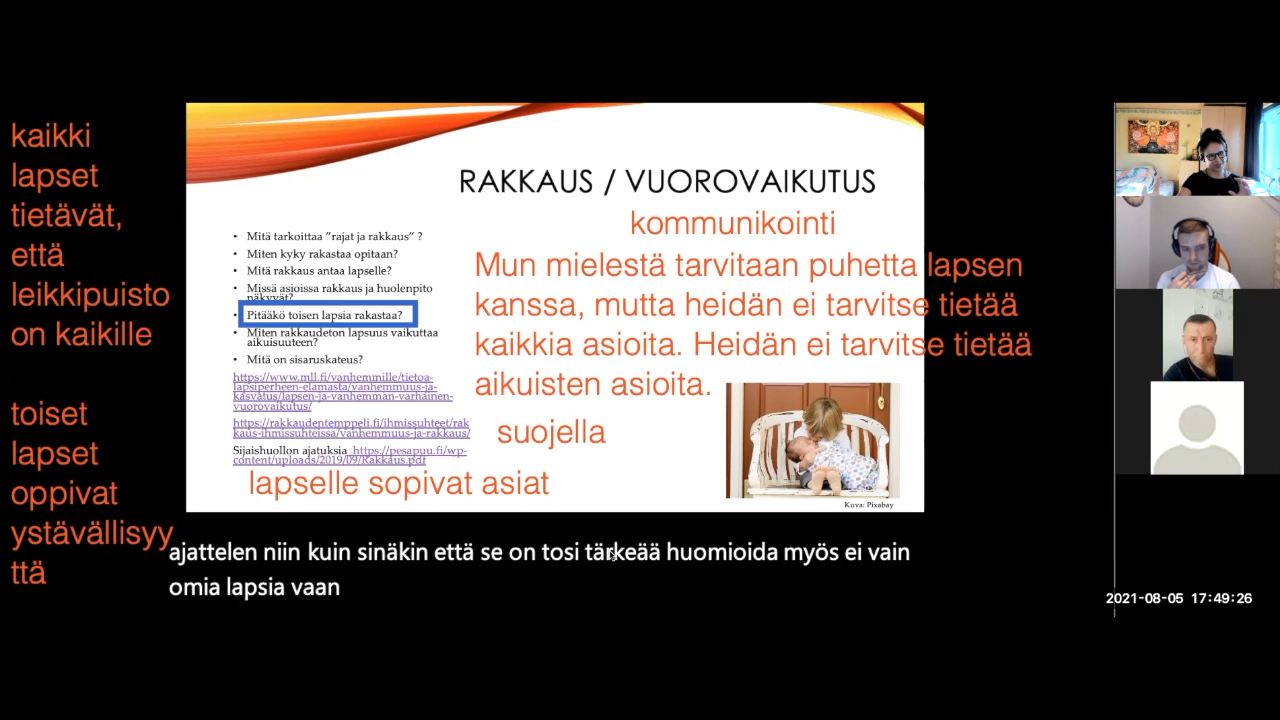 kaikki
lapset
tietävät,
että
leikkipuisto
on kaikille
toiset
lapset
oppivat
ystävällisyy
ttä
RAKKAUS / VUOROVAIKUTUS
kommunikointi
Mun mielestä tarvitaan puhetta lapsen
kanssa, mutta heidän ei tarvitse tietää
kaikkia asioita. Heidän ei tarvitse tietää
aikuisten asioita.
suojella
• Mitä tarkoittaa ”rajat ja rakkaus” ?
• Miten kyky rakastaa opitaan?
• Mitä rakkaus antaa lapselle?
• Missä asioissa rakkaus ja huolenpito
näkyvät?
• Pitääkö toisen lapsia rakastaa?
• Miten rakkaudeton lapsuus vaikuttaa
aikuisuuteen?
• Mitä on sisaruskateus?
https://www.mll.fi/vanhemmille/tietoa-
lapsiperheen-elamasta/vanhemmuus-ja-
kasvatus/lapsen-ja-vanhemman-varhainen-
vuorovaikutus/
https://rakkaudentemppeli.fi/ihmissuhteet/rak
kaus-ihmissuhteissa/vanhemmuus-ja-rakkaus/
Sijaishuollon ajatuksia https://pesapuu.fi/wp-
content/uploads/2019/09/Rakkaus.pdf
lapselle sopivat asiat
Kuva: Pixabay
ajattelen niin kuin sinäkin että se on tosi tärkeää huomioida myös ei vain
omia lapsia vaan
2021-08-05 17:49:26